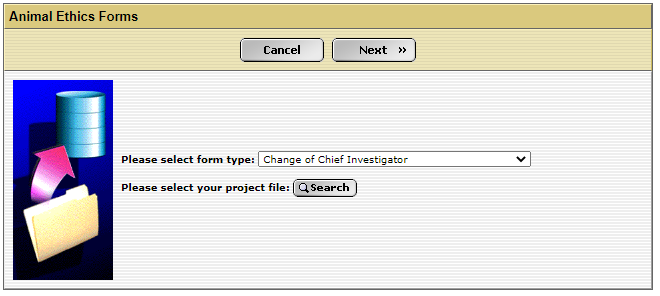 Animal Ethics Forms
Cancel
Next »
Please select form type: Change of Chief Investigator
Please select your project file: Search